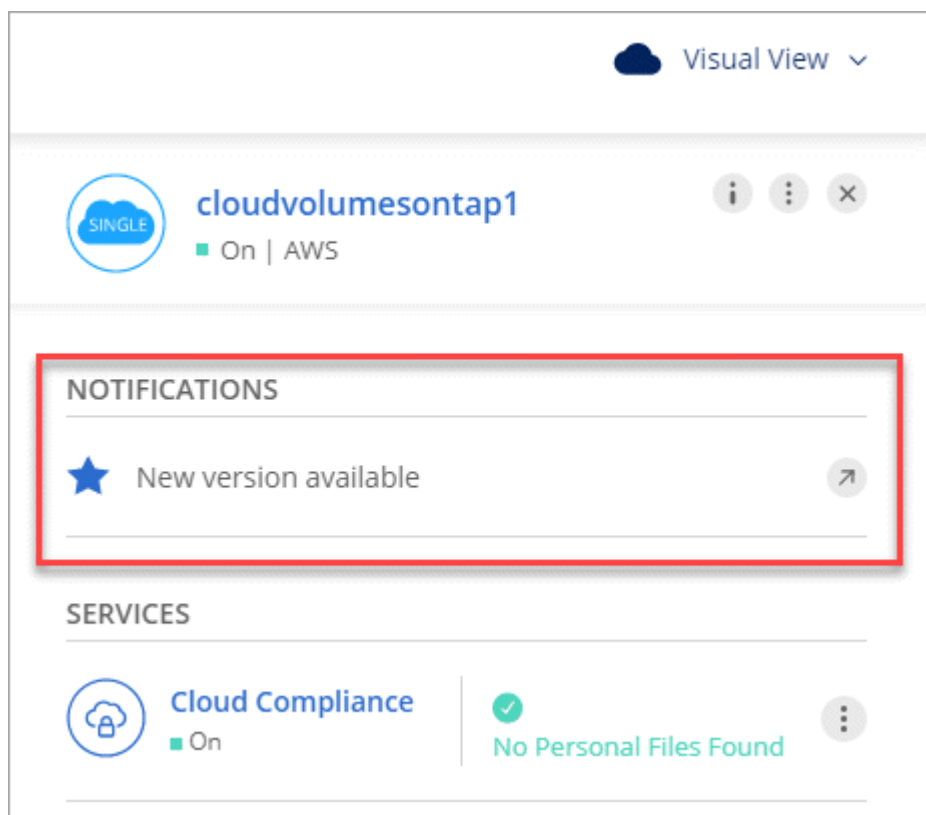 Visual View
SINGLE
cloudvolumesontap1
On | AWS
NOTIFICATIONS
New version available
SERVICES
Cloud Compliance
On
No Personal Files Found